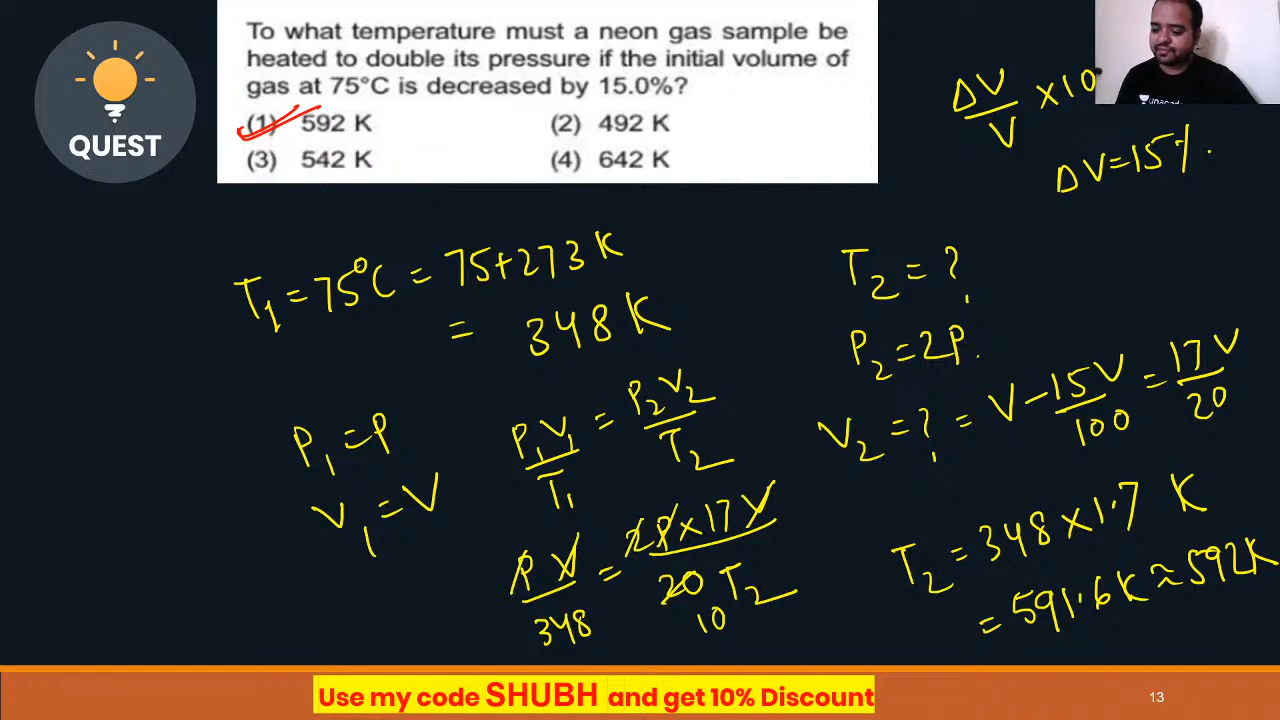 To what temperature must a neon gas sample be
heated to double its pressure if the initial volume of
gas at 75°C is decreased by 15.0%?
(1) 592 K (2) 492 K
(3) 542 K (4) 642 K
QUEST
ΔV/V × 10
ΔV = 15%.
T₁ = 75°C = 75+273 K
= 348 K
T₂ = ?
P₂ = 2P.
V₂ = ? = V − 15V/100 = 17V/20
P₁ = P
V₁ = V
P₁V₁/T₁ = P₂V₂/T₂
PV/348 = 2P×17V/20T₂
10
T₂ = 348×1.7 K
= 591.6K ≈ 592K
Use my code SHUBH and get 10% Discount
13